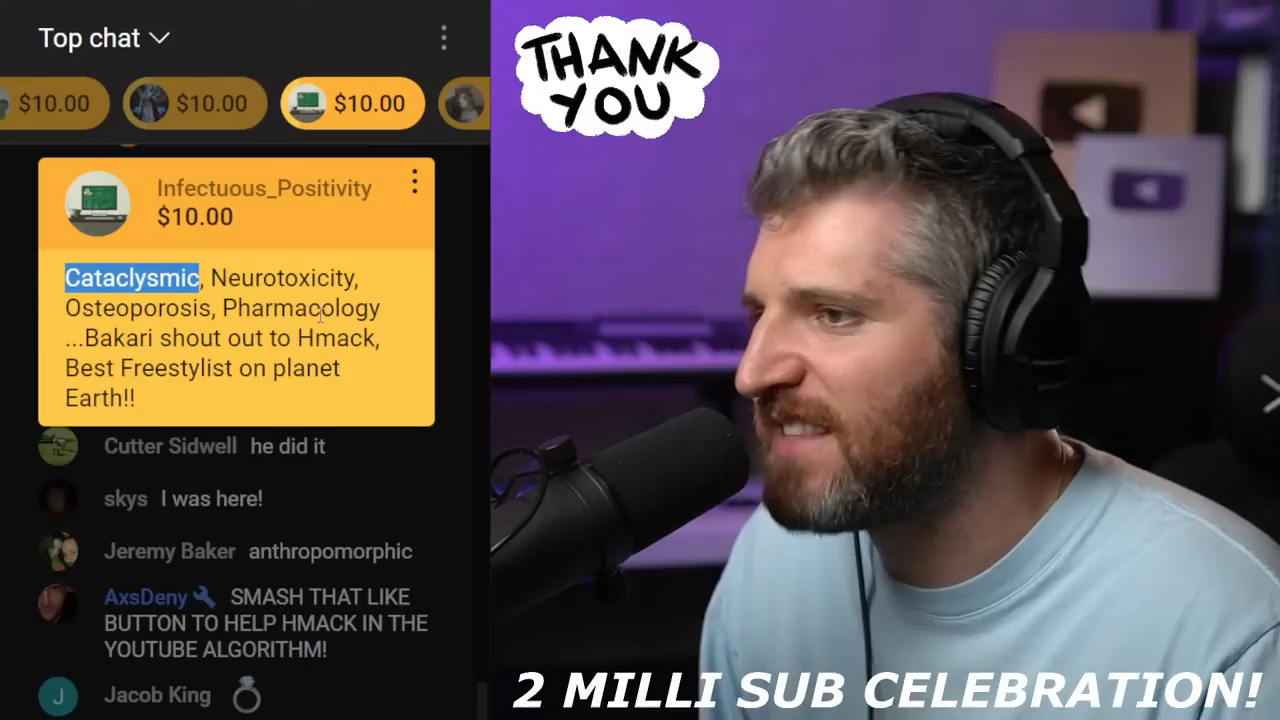 Top chat
$10.00
$10.00
$10.00
Infectuous_Positivity
$10.00
Cataclysmic, Neurotoxicity,
Osteoporosis, Pharmacology
...Bakari shout out to Hmack,
Best Freestylist on planet
Earth!!
Cutter Sidwell he did it
skys I was here!
Jeremy Baker anthropomorphic
AxsDeny SMASH THAT LIKE
BUTTON TO HELP HMACK IN THE
YOUTUBE ALGORITHM!
J Jacob King
THANK
YOU
2 MILLI SUB CELEBRATION!